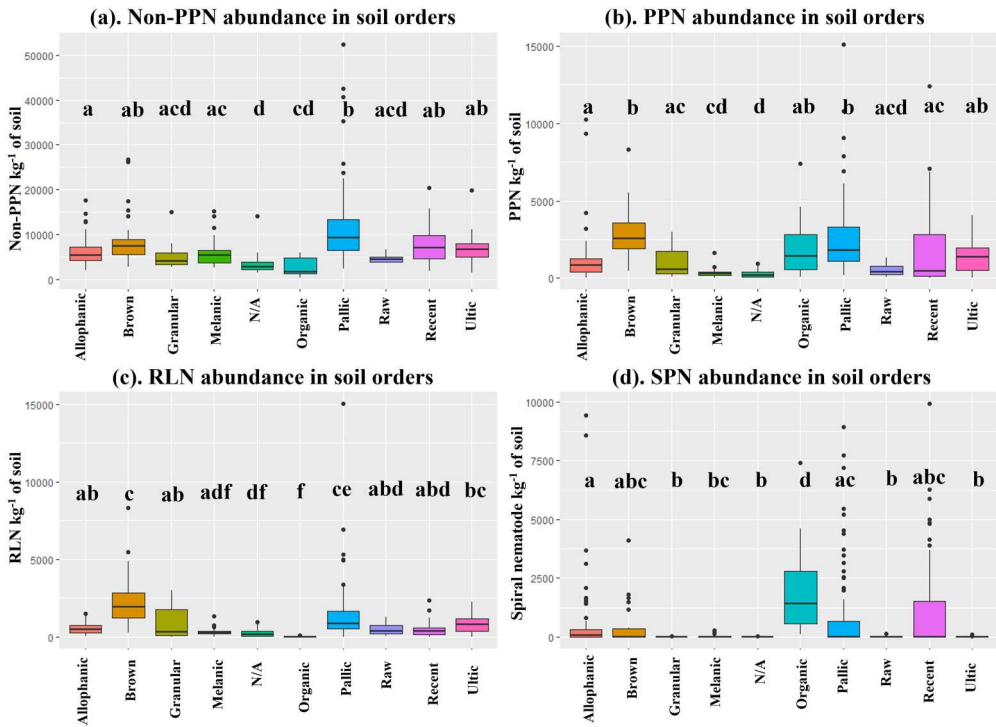 (a). Non-PPN abundance in soil orders
Non-PPN kg⁻¹ of soil
50000
40000
30000
20000
10000
0
a ab acd ac d cd b acd ab ab
Allophanic Brown Granular Melanic N/A Organic Pallic Raw Recent Ultic
(b). PPN abundance in soil orders
PPN kg⁻¹ of soil
15000
10000
5000
0
a b ac cd d ab b acd ac ab
Allophanic Brown Granular Melanic N/A Organic Pallic Raw Recent Ultic
(c). RLN abundance in soil orders
RLN kg⁻¹ of soil
15000
10000
5000
0
ab c ab adf df f ce abd abd bc
Allophanic Brown Granular Melanic N/A Organic Pallic Raw Recent Ultic
(d). SPN abundance in soil orders
Spiral nematode kg⁻¹ of soil
10000
7500
5000
2500
0
a abc b bc b d ac b abc b
Allophanic Brown Granular Melanic N/A Organic Pallic Raw Recent Ultic